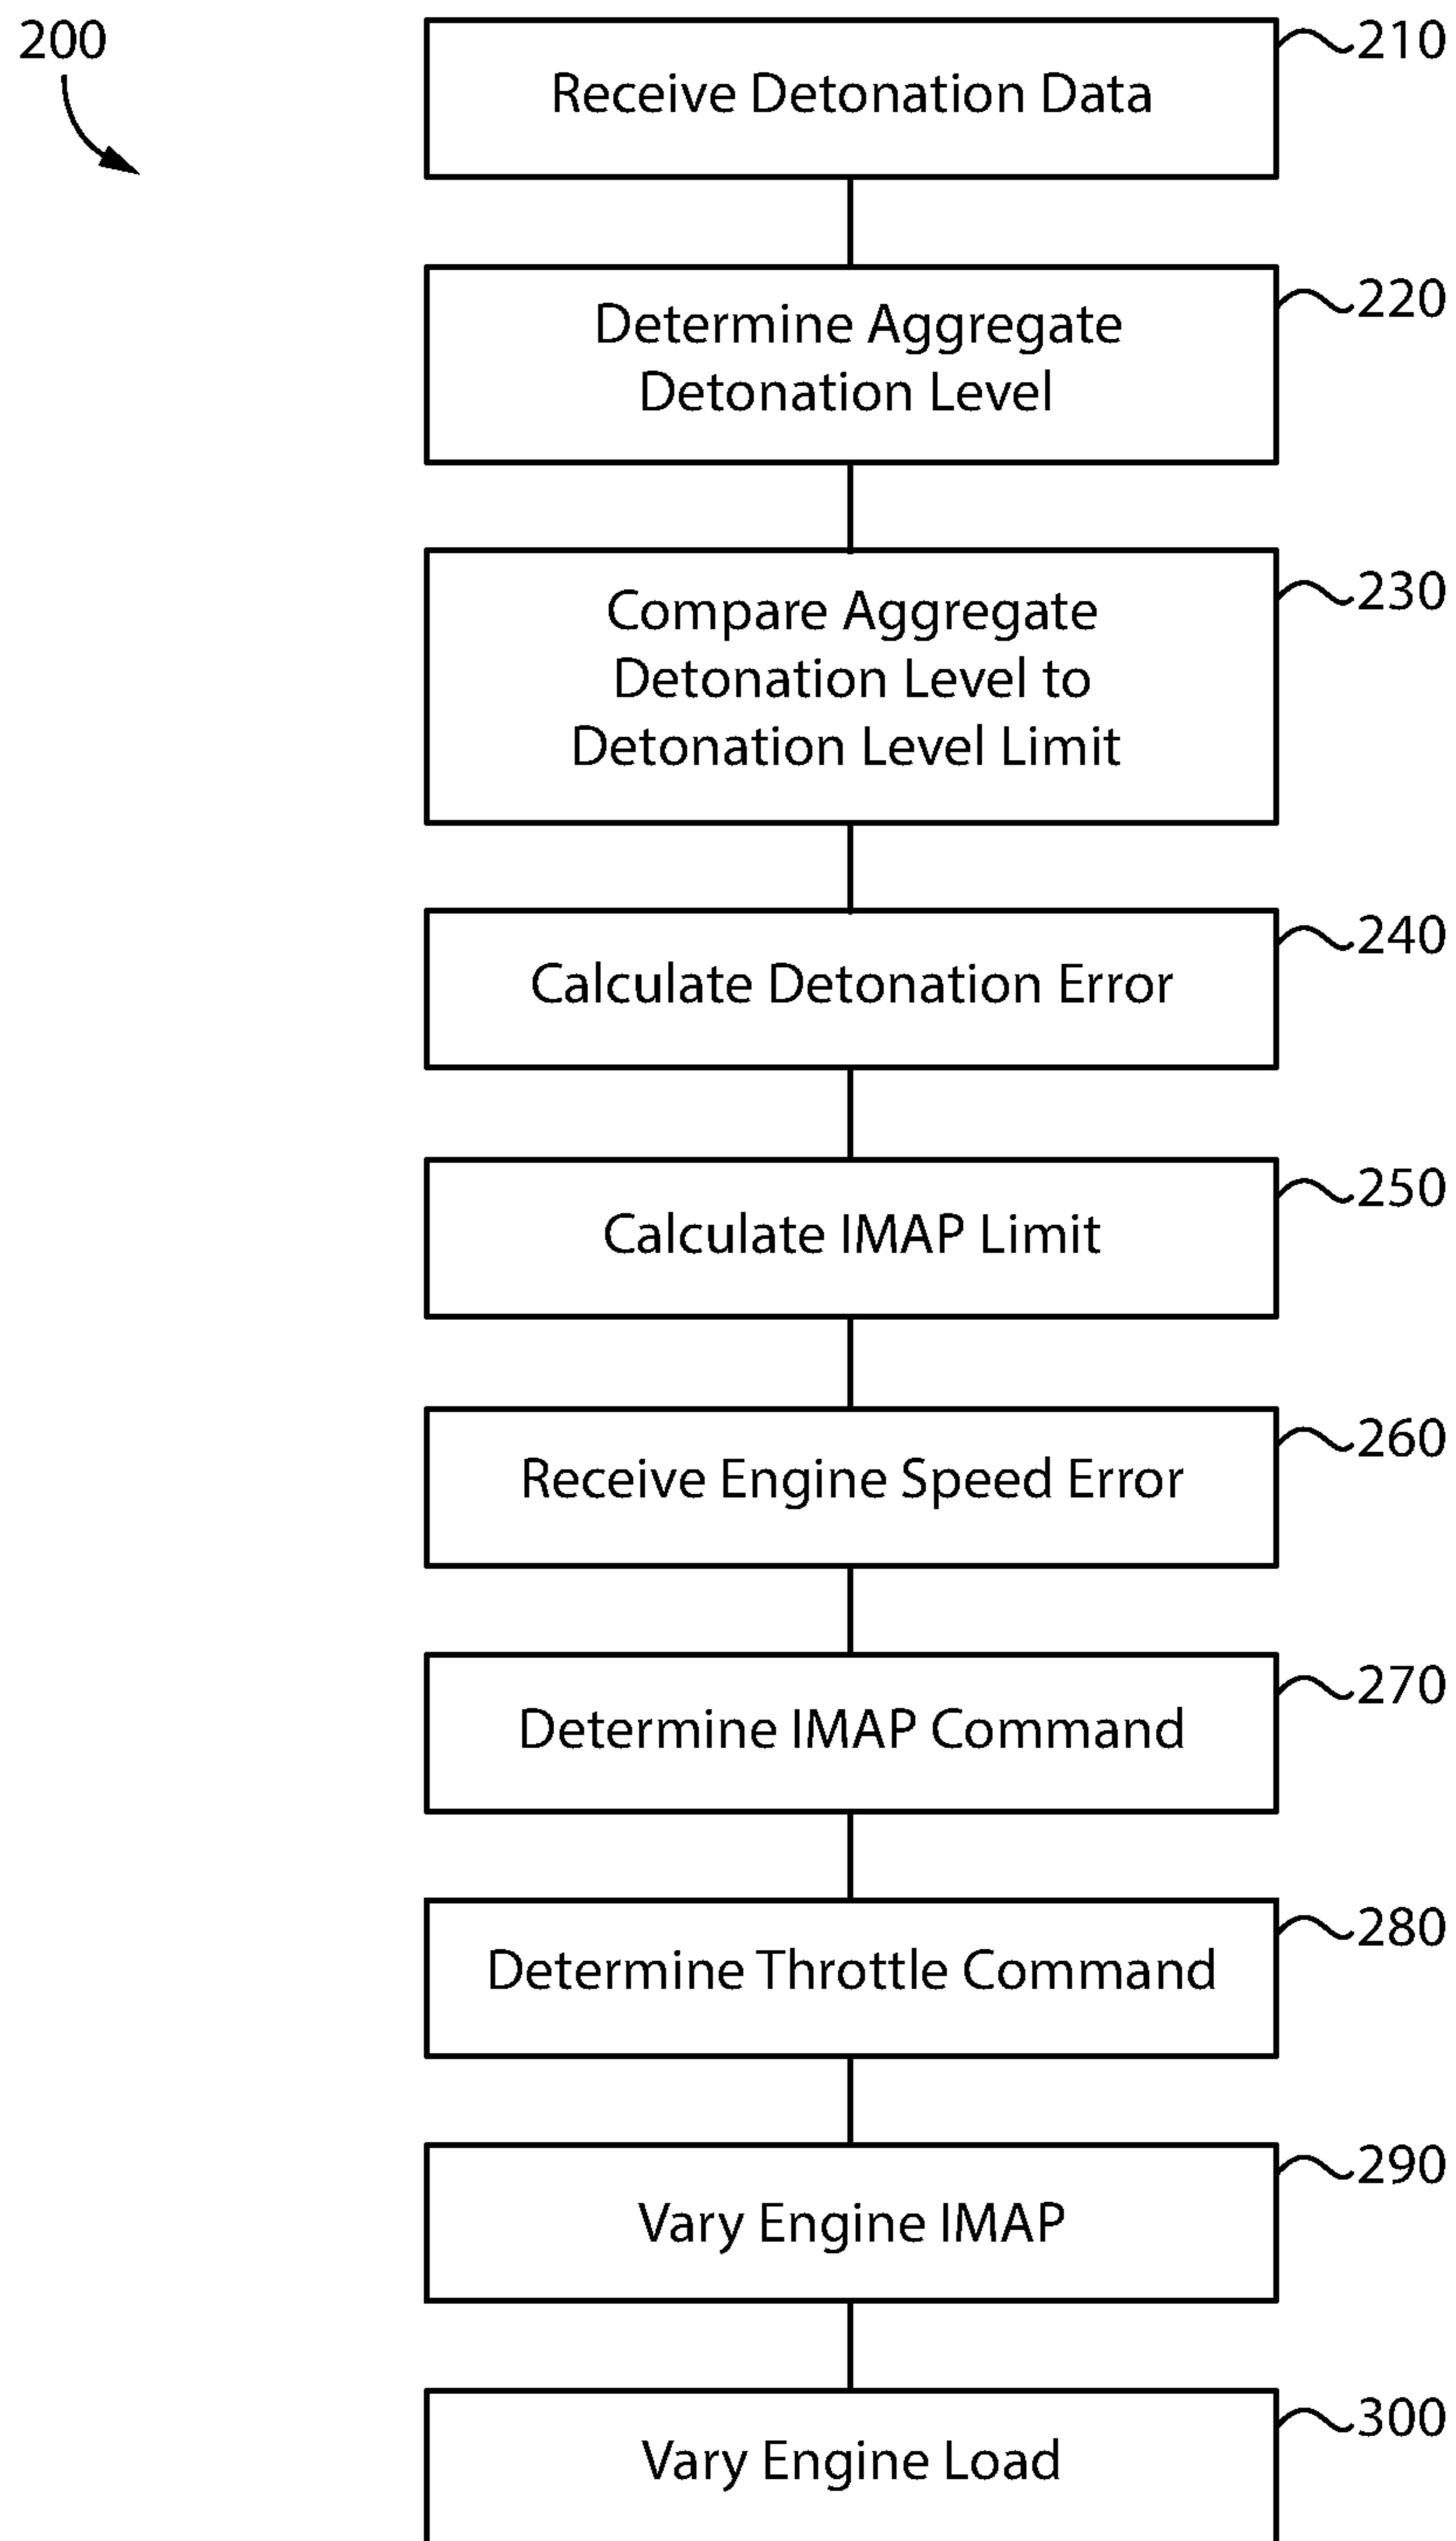 200
210
Receive Detonation Data
220
Determine Aggregate
Detonation Level
230
Compare Aggregate
Detonation Level to
Detonation Level Limit
240
Calculate Detonation Error
250
Calculate IMAP Limit
260
Receive Engine Speed Error
270
Determine IMAP Command
280
Determine Throttle Command
290
Vary Engine IMAP
300
Vary Engine Load